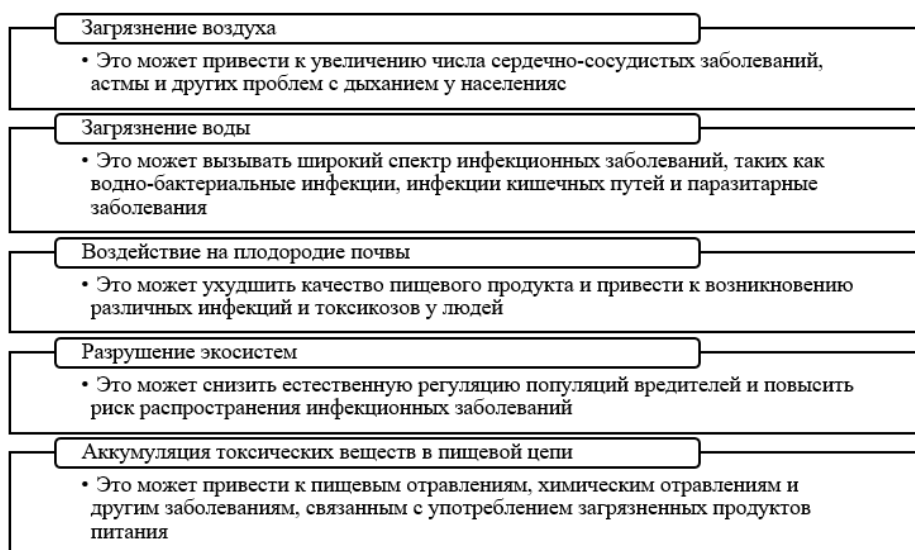 Загрязнение воздуха
• Это может привести к увеличению числа сердечно-сосудистых заболеваний,
астмы и других проблем с дыханием у населенияс
Загрязнение воды
• Это может вызывать широкий спектр инфекционных заболеваний, таких как
водно-бактериальные инфекции, инфекции кишечных путей и паразитарные
заболевания
Воздействие на плодородие почвы
• Это может ухудшить качество пищевого продукта и привести к возникновению
различных инфекций и токсикозов у людей
Разрушение экосистем
• Это может снизить естественную регуляцию популяций вредителей и повысить
риск распространения инфекционных заболеваний
Аккумуляция токсических веществ в пищевой цепи
• Это может привести к пищевым отравлениям, химическим отравлениям и
другим заболеваниям, связанным с употреблением загрязненных продуктов
питания